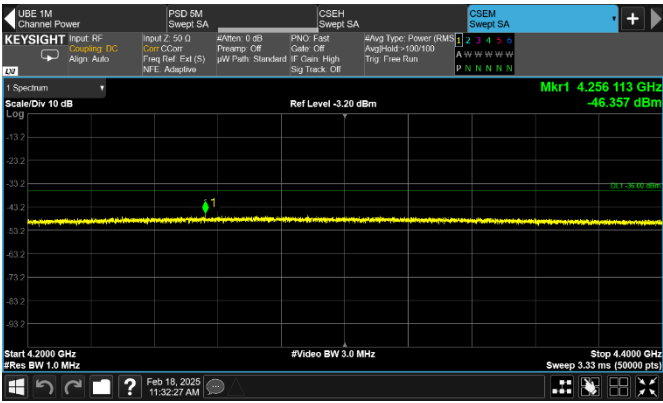 UBE 1M
Channel Power
PSD 5M
Swept SA
CSEH
Swept SA
CSEM
Swept SA
KEYSIGHT
Input: RF
Coupling: DC
Align: Auto
Input Z: 50 Ω
Corr CCorr
Freq Ref: Ext (S)
NFE: Adaptive
#Atten: 0 dB
Preamp: Off
µW Path: Standard
PNO: Fast
Gate: Off
IF Gain: High
Sig Track: Off
#Avg Type: Power (RMS
Avg|Hold:>100/100
Trig: Free Run
1 2 3 4 5 6
A W W W W W
P N N N N N
LXI
1 Spectrum
Scale/Div 10 dB
Log
Ref Level -3.20 dBm
Mkr1 4.256 113 GHz
-46.357 dBm
-13.2
-23.2
-33.2
-43.2
-53.2
-63.2
-73.2
-83.2
-93.2
DL1 -36.00 dBm
1
Start 4.2000 GHz
#Res BW 1.0 MHz
#Video BW 3.0 MHz
Stop 4.4000 GHz
Sweep 3.33 ms (50000 pts)
?
Feb 18, 2025
11:32:27 AM